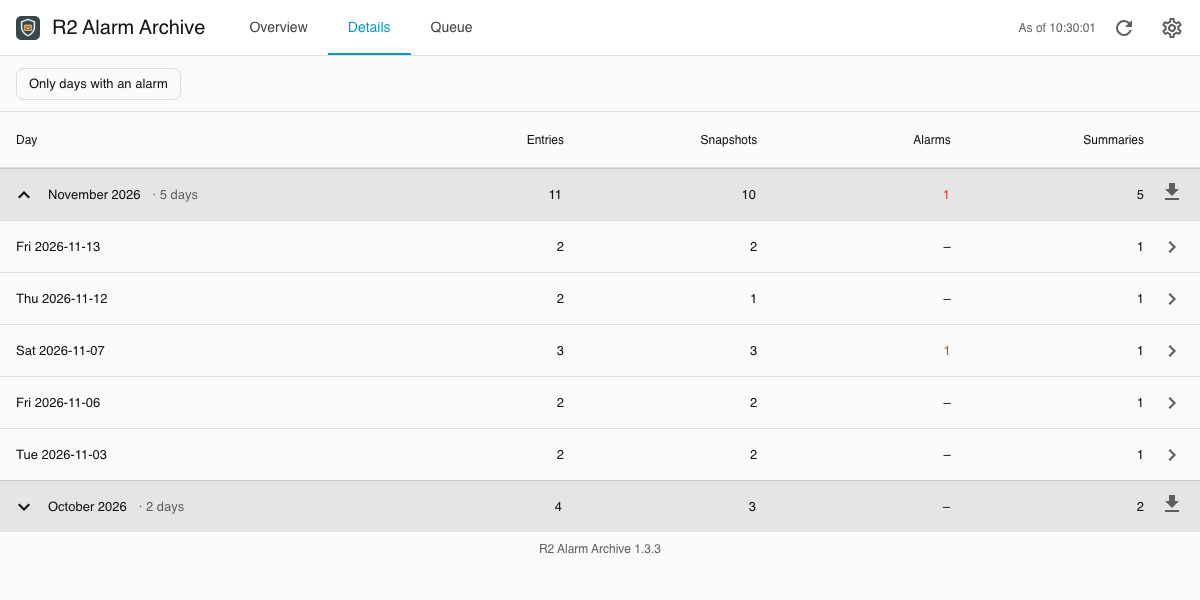 R2 Alarm Archive Overview Details Queue As of 10:30:01
Only days with an alarm
Day Entries Snapshots Alarms Summaries
November 2026 · 5 days 11 10 1 5
Fri 2026-11-13 2 2 – 1
Thu 2026-11-12 2 1 – 1
Sat 2026-11-07 3 3 1 1
Fri 2026-11-06 2 2 – 1
Tue 2026-11-03 2 2 – 1
October 2026 · 2 days 4 3 – 2
R2 Alarm Archive 1.3.3